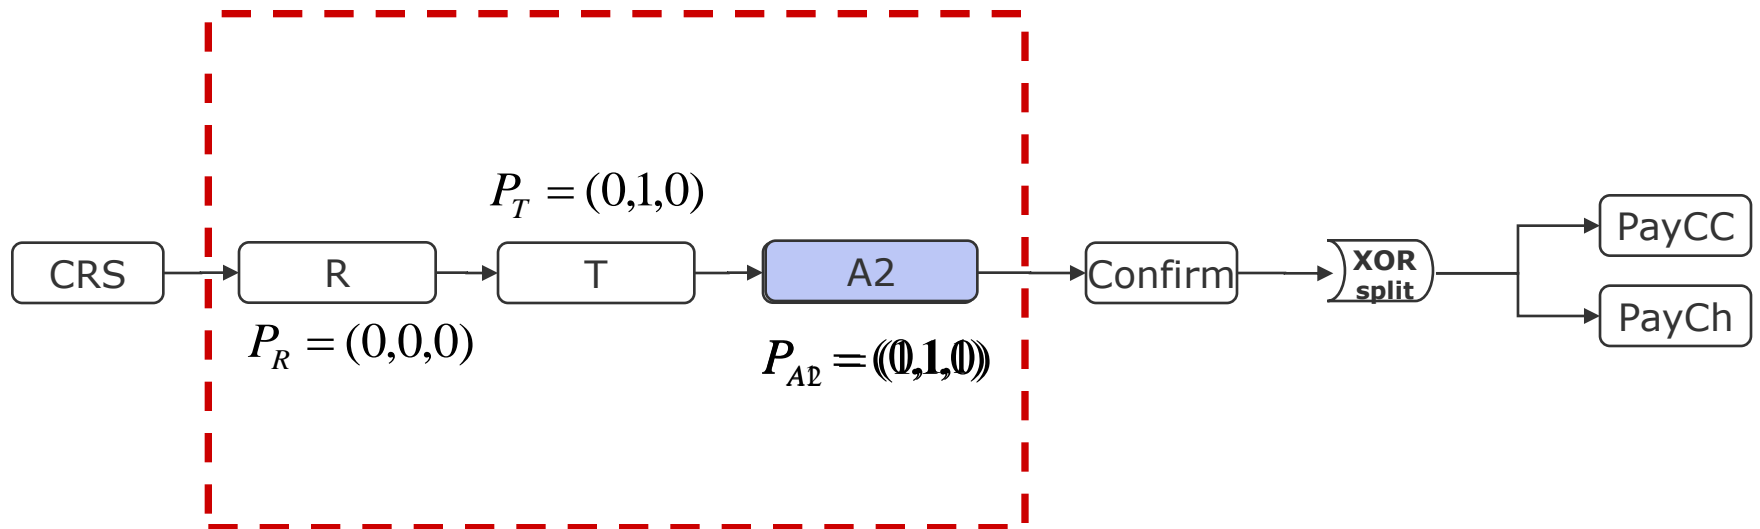 P_T = (0,1,0)
CRS
R
T
A2
Confirm
XOR
split
PayCC
PayCh
P_R = (0,0,0)